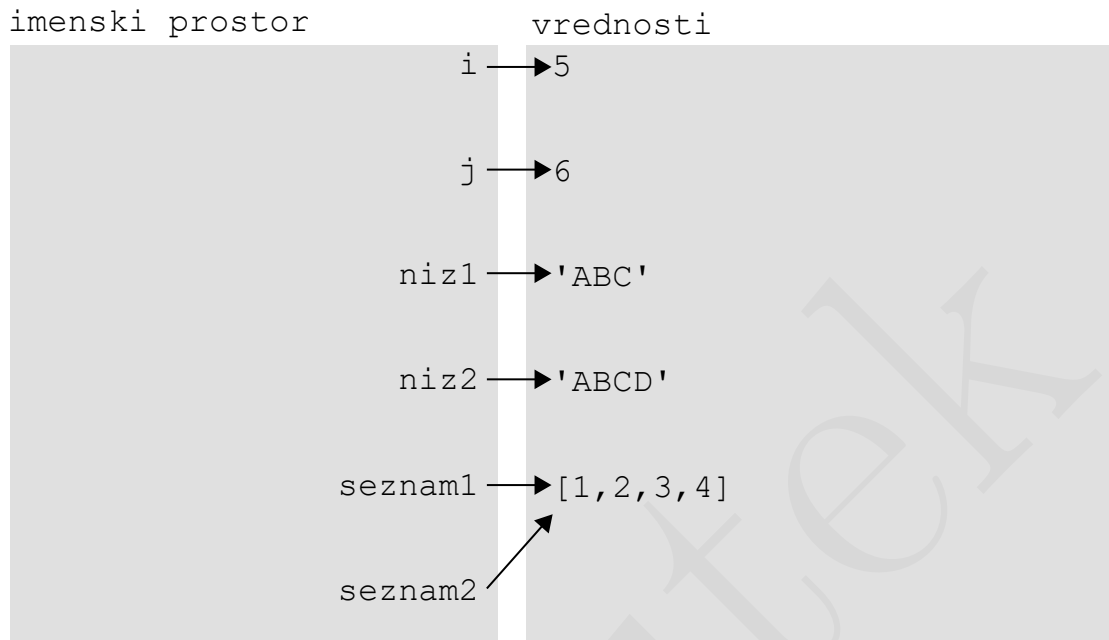 imenski prostor vrednosti
i 5
j 6
niz1 'ABC'
niz2 'ABCD'
seznam1 [1,2,3,4]
seznam2